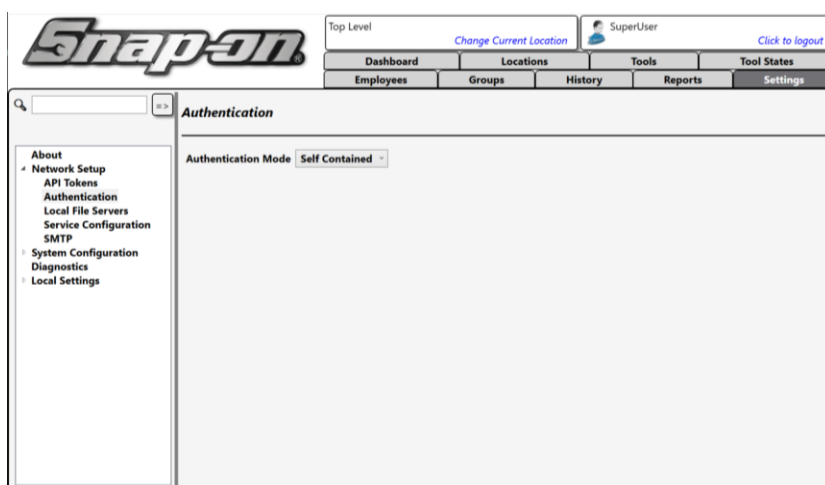 Snap-on
Top Level
Change Current Location
SuperUser
Click to logout
Dashboard Locations Tools Tool States
Employees Groups History Reports Settings
=>
Authentication
Authentication Mode Self Contained
About
Network Setup
API Tokens
Authentication
Local File Servers
Service Configuration
SMTP
System Configuration
Diagnostics
Local Settings